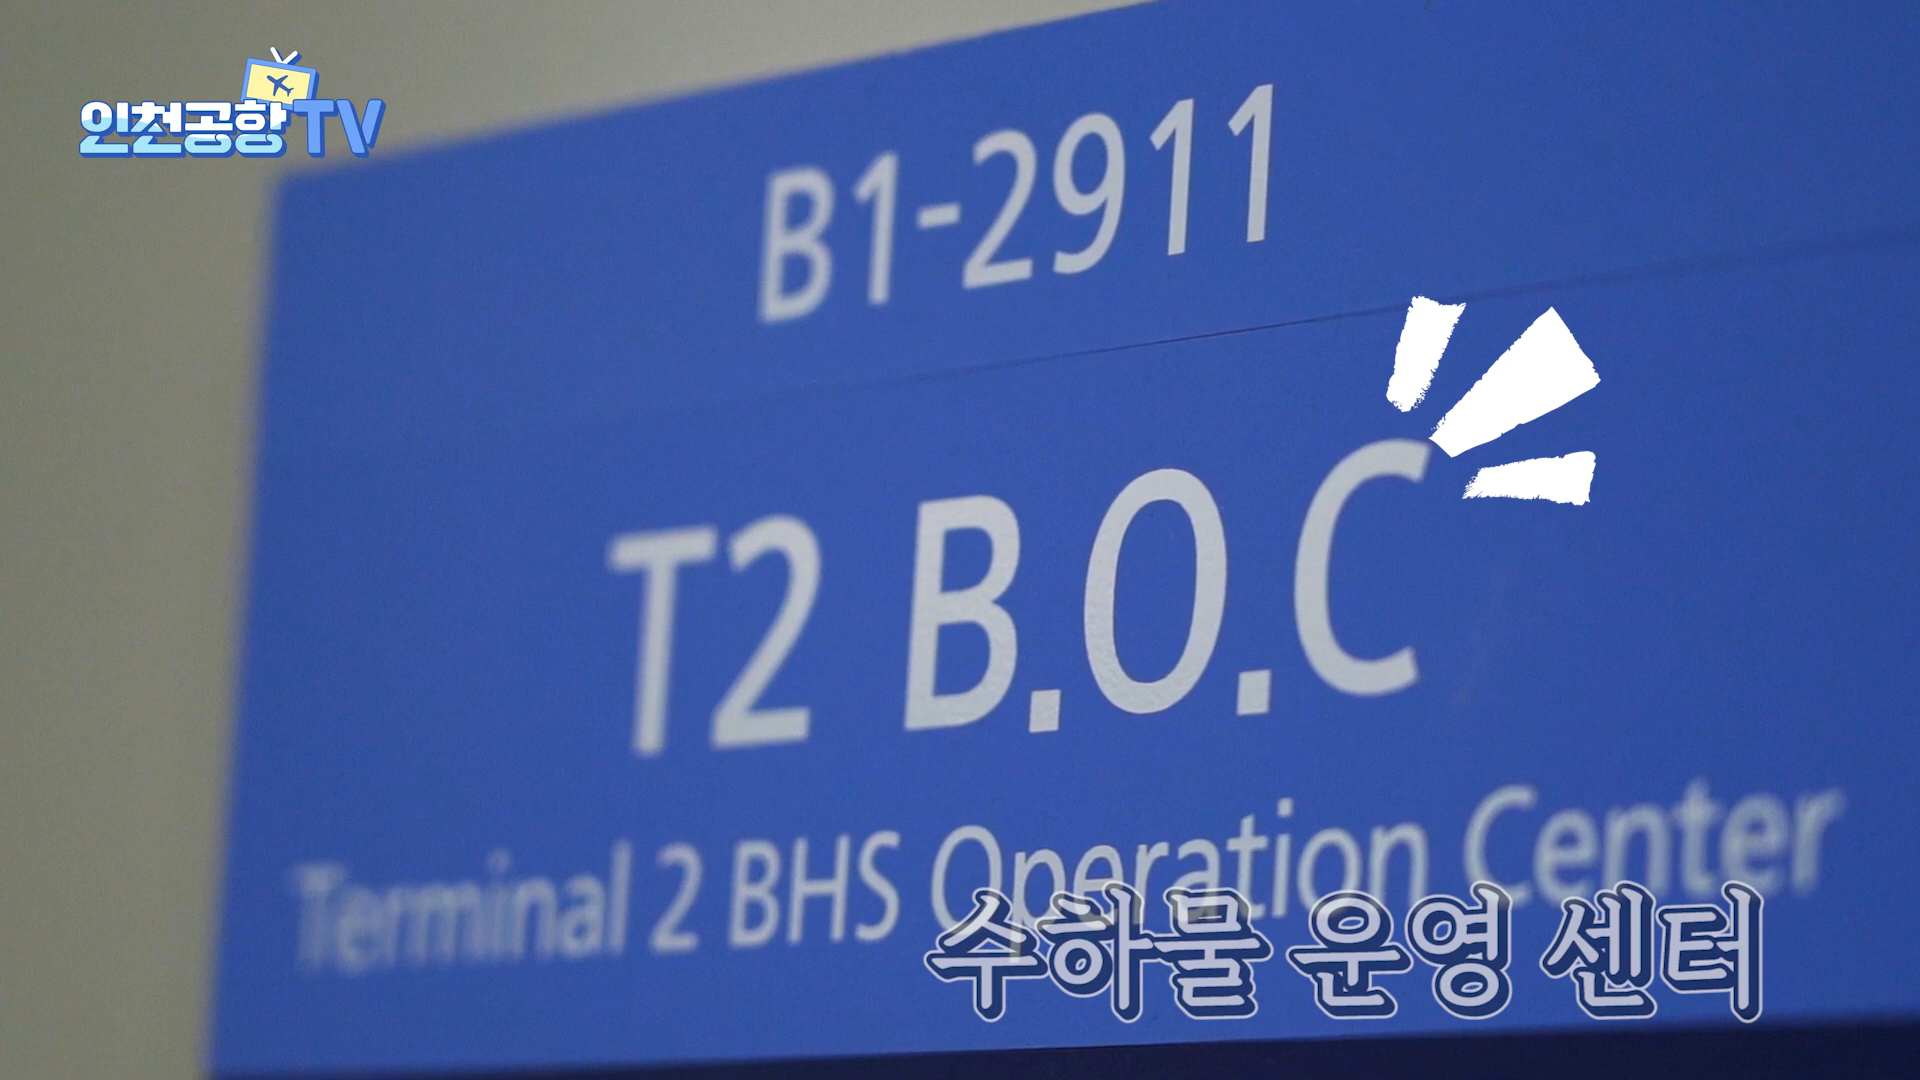 인천공항TV
B1-2911
T2 B.O.C
Terminal 2 BHS Operation Center
수하물 운영 센터